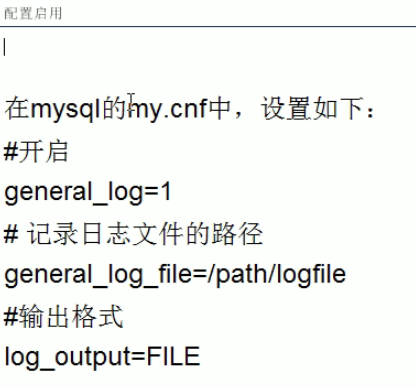 配置启用
在mysql的my.cnf中，设置如下：
#开启
general_log=1
# 记录日志文件的路径
general_log_file=/path/logfile
#输出格式
log_output=FILE